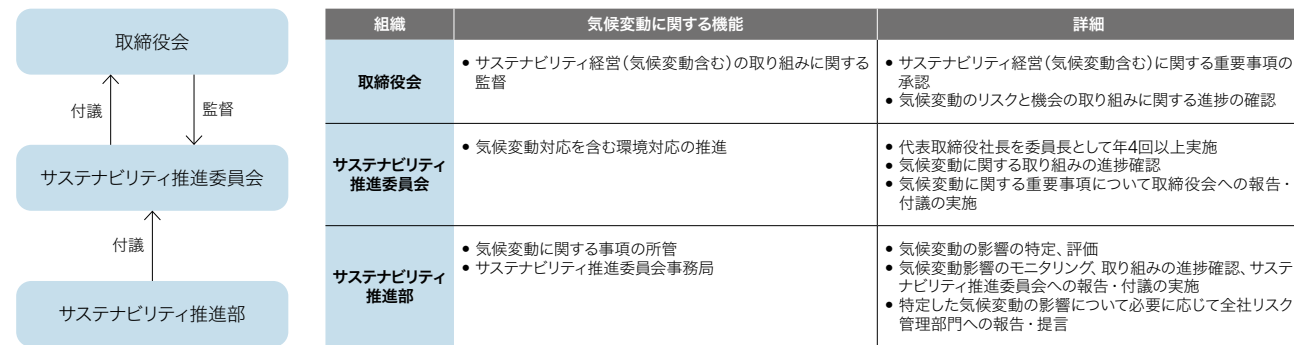 取締役会
付議
監督
サステナビリティ推進委員会
付議
サステナビリティ推進部
組織
気候変動に関する機能
詳細
取締役会
● サステナビリティ経営（気候変動含む）の取り組みに関する
監督
● サステナビリティ経営（気候変動含む）に関する重要事項の
承認
● 気候変動のリスクと機会の取り組みに関する進捗の確認
サステナビリティ
推進委員会
● 気候変動対応を含む環境対応の推進
● 代表取締役社長を委員長として年4回以上実施
● 気候変動に関する取り組みの進捗確認
● 気候変動に関する重要事項について取締役会への報告・
付議の実施
サステナビリティ
推進部
● 気候変動に関する事項の所管
● サステナビリティ推進委員会事務局
● 気候変動の影響の特定、評価
● 気候変動影響のモニタリング、取り組みの進捗確認、サステ
ナビリティ推進委員会への報告・付議の実施
● 特定した気候変動の影響について必要に応じて全社リスク
管理部門への報告・提言